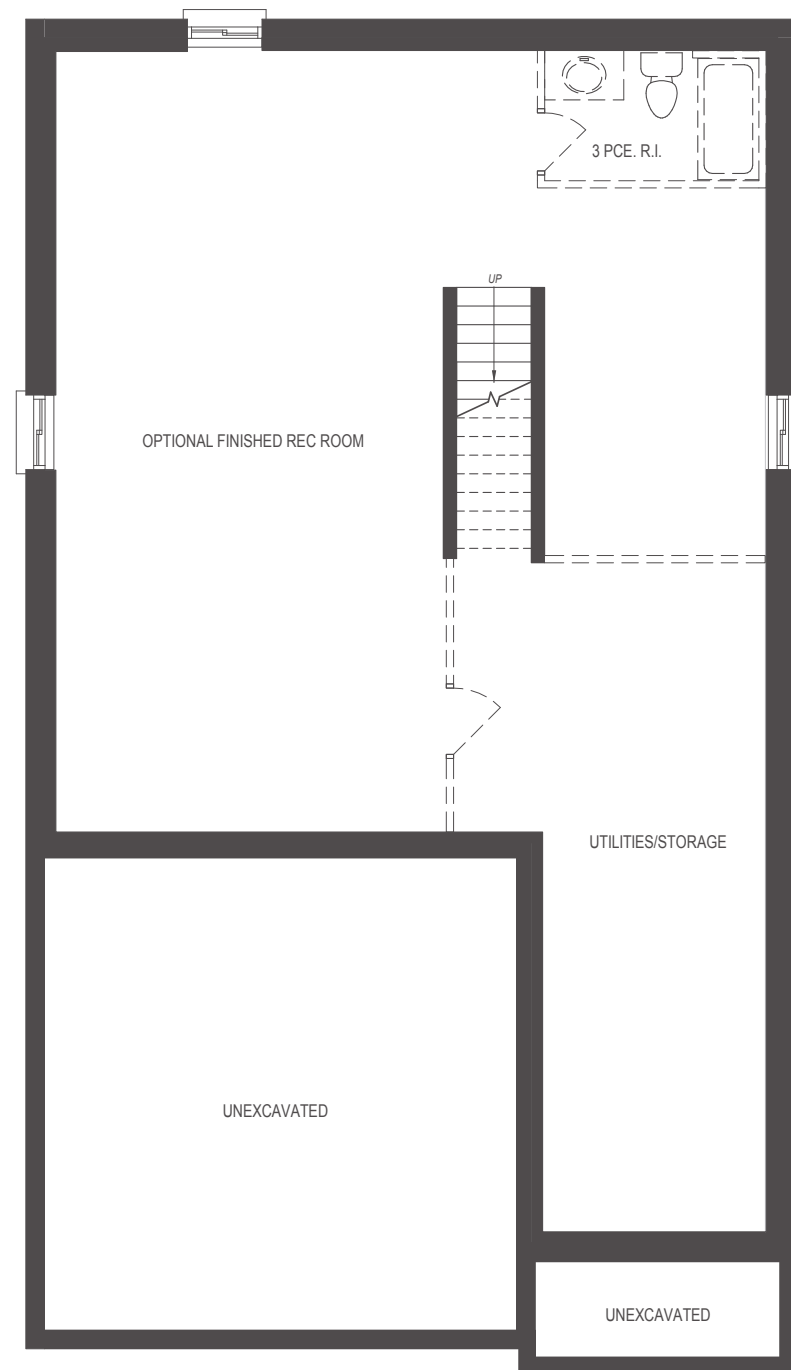 3 PCE. R.I.
UP
OPTIONAL FINISHED REC ROOM
UTILITIES/STORAGE
UNEXCAVATED
UNEXCAVATED